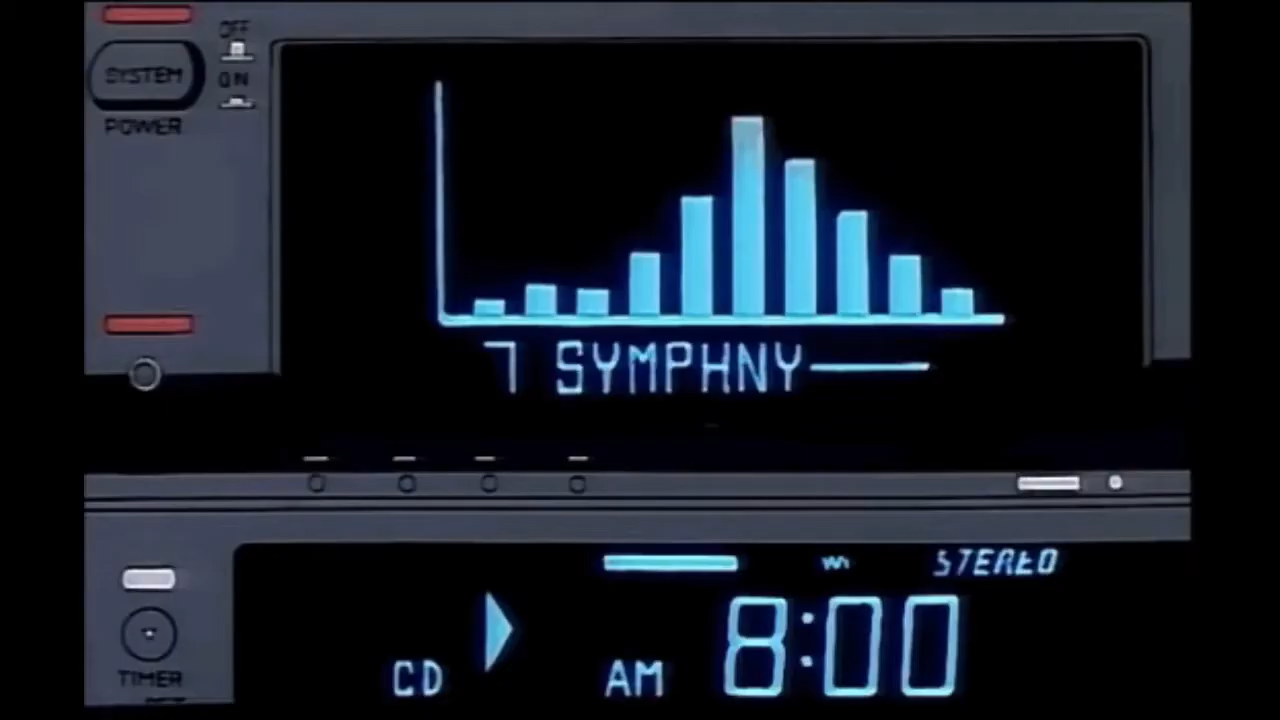 OFF
SYSTEM
ON
POWER
7 SYMPHNY
STEREO
CD
AM 8:00
TIMER